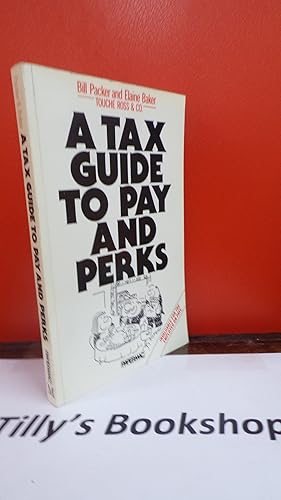 Bill Packer and Elaine Baker
TOUCHE ROSS & CO
A TAX
GUIDE
TO PAY
AND
PERKS
A TAX GUIDE TO PAY AND PERKS
Tilly's Bookshop